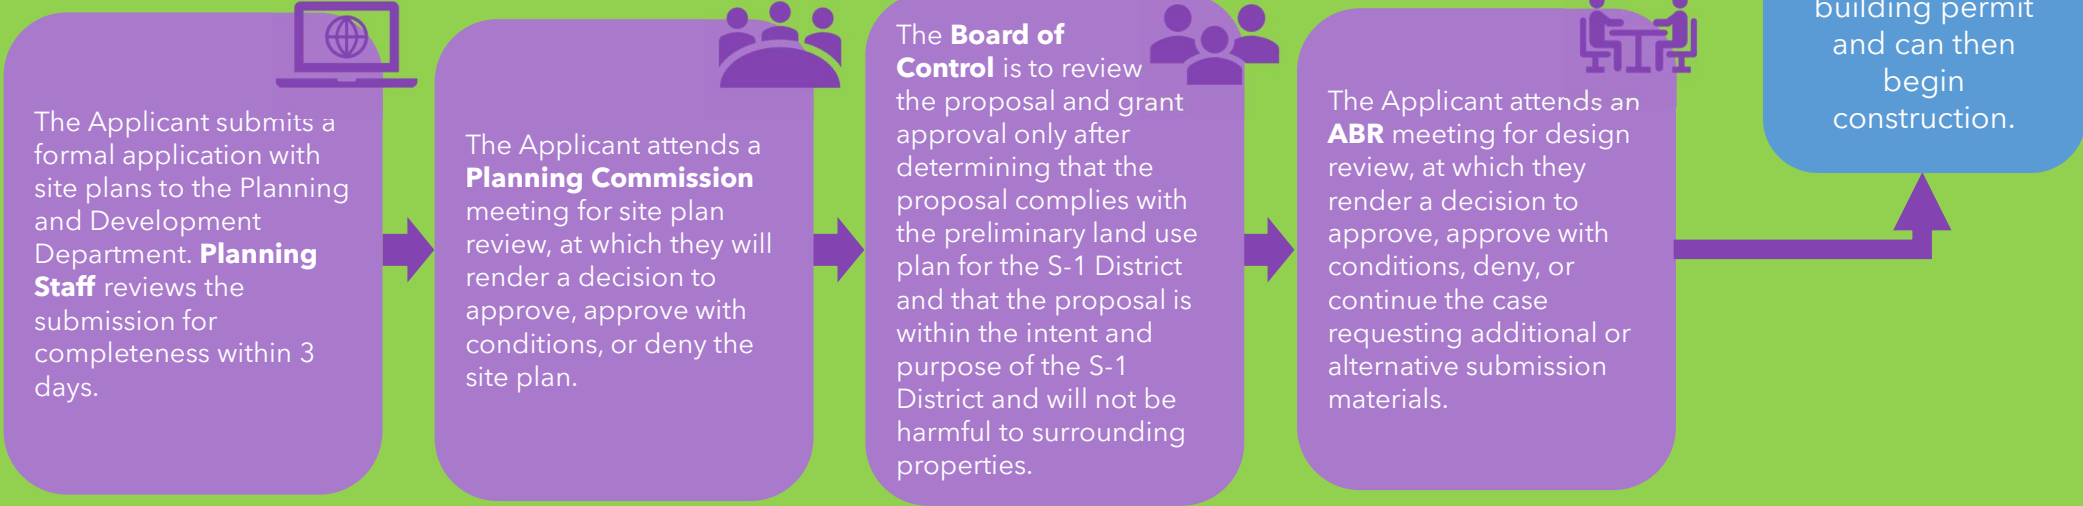 The Applicant submits a
formal application with
site plans to the Planning
and Development
Department. Planning
Staff reviews the
submission for
completeness within 3
days.
The Applicant attends a
Planning Commission
meeting for site plan
review, at which they will
render a decision to
approve, approve with
conditions, or deny the
site plan.
The Board of
Control is to review
the proposal and grant
approval only after
determining that the
proposal complies with
the preliminary land use
plan for the S-1 District
and that the proposal is
within the intent and
purpose of the S-1
District and will not be
harmful to surrounding
properties.
The Applicant attends an
ABR meeting for design
review, at which they
render a decision to
approve, approve with
conditions, deny, or
continue the case
requesting additional or
alternative submission
materials.
building permit
and can then
begin
construction.